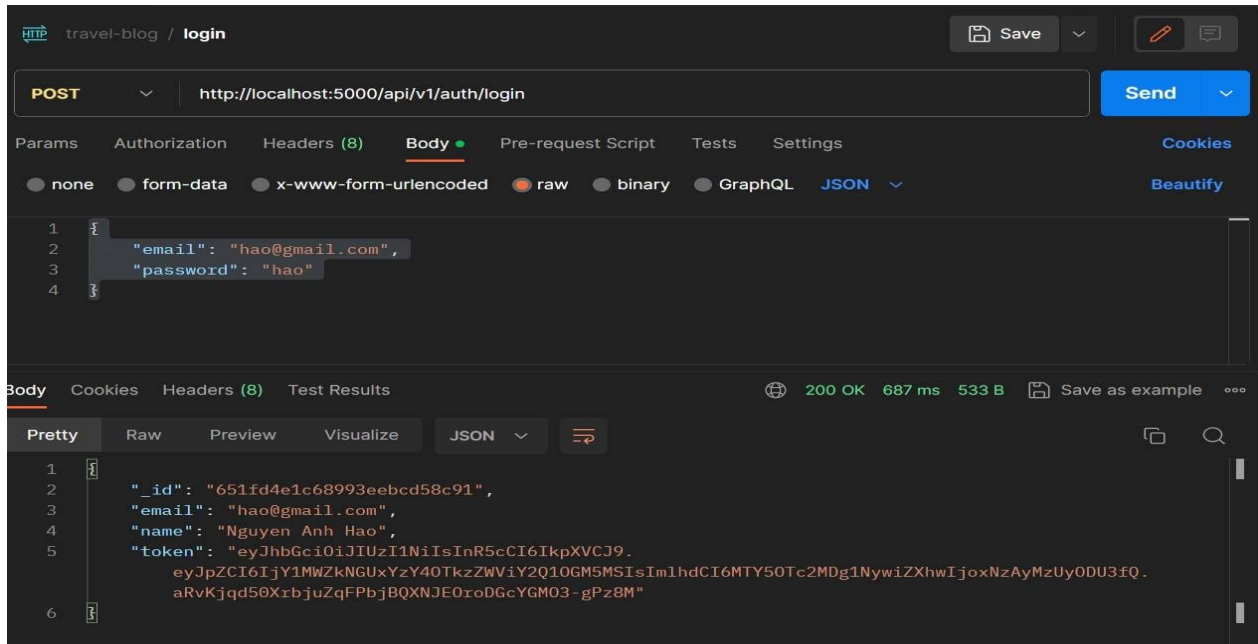 HTTP travel-blog / login Save
POST http://localhost:5000/api/v1/auth/login Send
Params Authorization Headers (8) Body Pre-request Script Tests Settings Cookies
none form-data x-www-form-urlencoded raw binary GraphQL JSON Beautify
1 {
2 "email": "hao@gmail.com",
3 "password": "hao"
4 }
Body Cookies Headers (8) Test Results 200 OK 687 ms 533 B Save as example
Pretty Raw Preview Visualize JSON
1 {
2 "_id": "651fd4e1c68993eebcd58c91",
3 "email": "hao@gmail.com",
4 "name": "Nguyen Anh Hao",
5 "token": "eyJhbGciOiJIUzI1NiIsInR5cCI6IkpXVCJ9.
eyJpZCI6IjY1MWZkNGUxYzY4OTkzZWViY2Q1OGM5MSIsImlhdCI6MTY5OTc2MDg1NywiZXhwIjoxNzAyMzUyODU3fQ.
aRvKjqd50XrbjuZqFPbjBQXNJEOroDGcYGMO3-gPz8M"
6 }